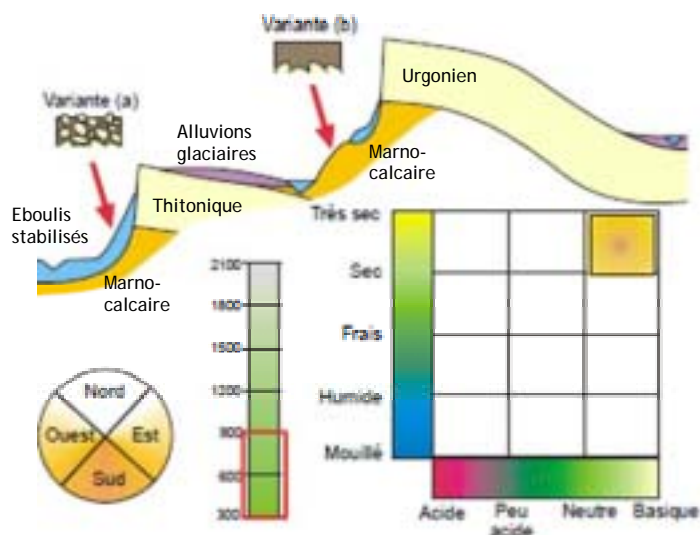 Variante (b)
Urgonien
Variante (a)
Alluvions
glaciaires
Marno-
calcaire
Thitonique
Eboulis
stabilisés
Marno-
calcaire
Très sec
Sec
Frais
Humide
Mouillé
2100
1800
1500
1200
900
600
300
Nord
Ouest
Est
Sud
Acide
Peu
acide
Neutre
Basique